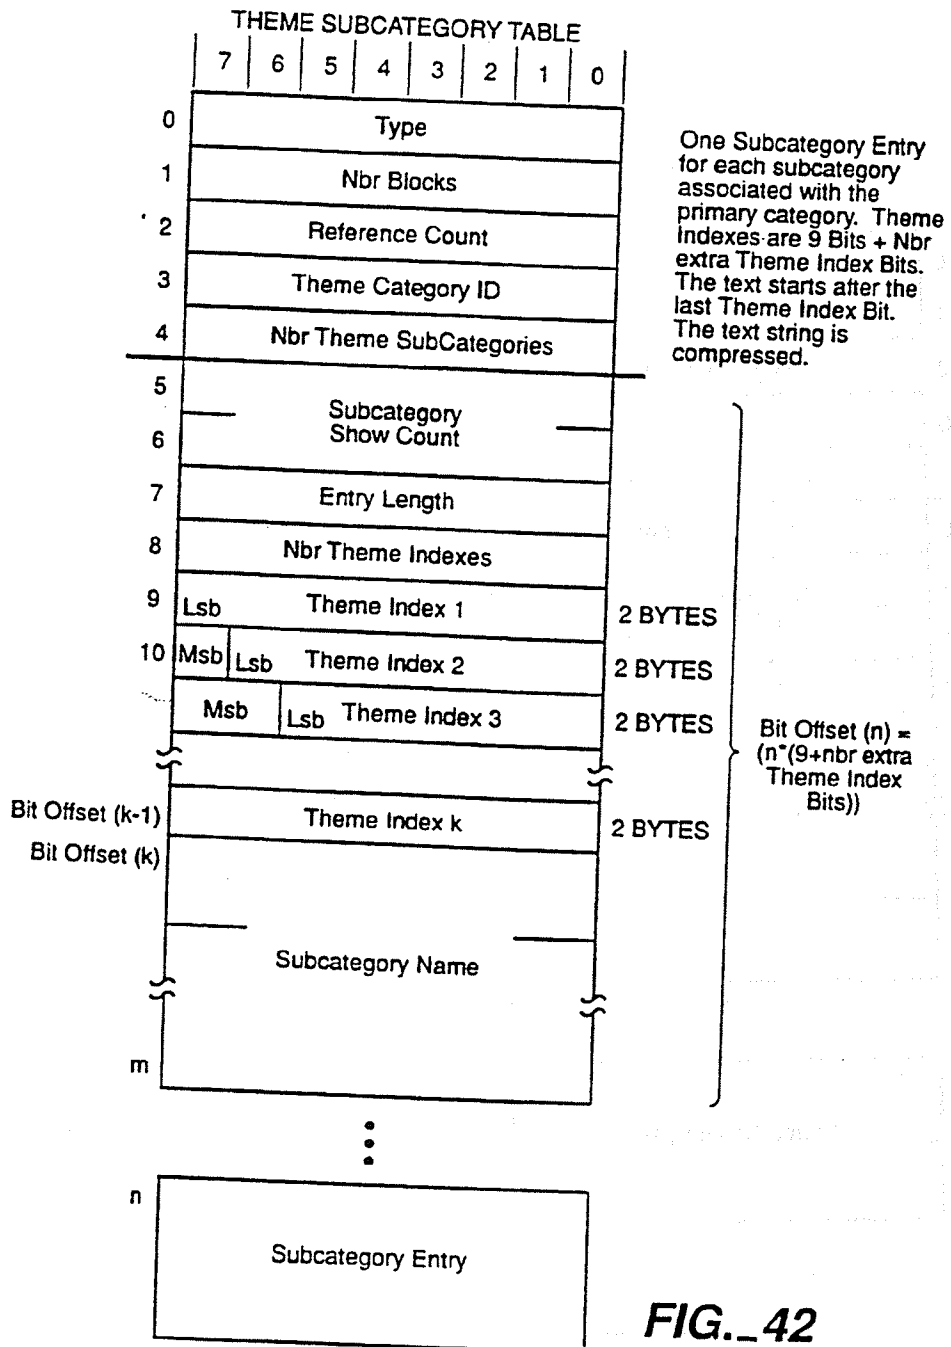 THEME SUBCATEGORY TABLE
7 6 5 4 3 2 1 0
0 Type
1 Nbr Blocks
2 Reference Count
3 Theme Category ID
4 Nbr Theme SubCategories
One Subcategory Entry
for each subcategory
associated with the
primary category. Theme
Indexes are 9 Bits + Nbr
extra Theme Index Bits.
The text starts after the
last Theme Index Bit.
The text string is
compressed.
5
Subcategory
Show Count
6
7 Entry Length
8 Nbr Theme Indexes
9 Lsb Theme Index 1 2 BYTES
10 Msb Lsb Theme Index 2 2 BYTES
Msb Lsb Theme Index 3 2 BYTES
Bit Offset (n) =
(n*(9+nbr extra
Theme Index
Bits))
Bit Offset (k-1) Theme Index k 2 BYTES
Bit Offset (k)
Subcategory Name
m
n
Subcategory Entry
FIG._42